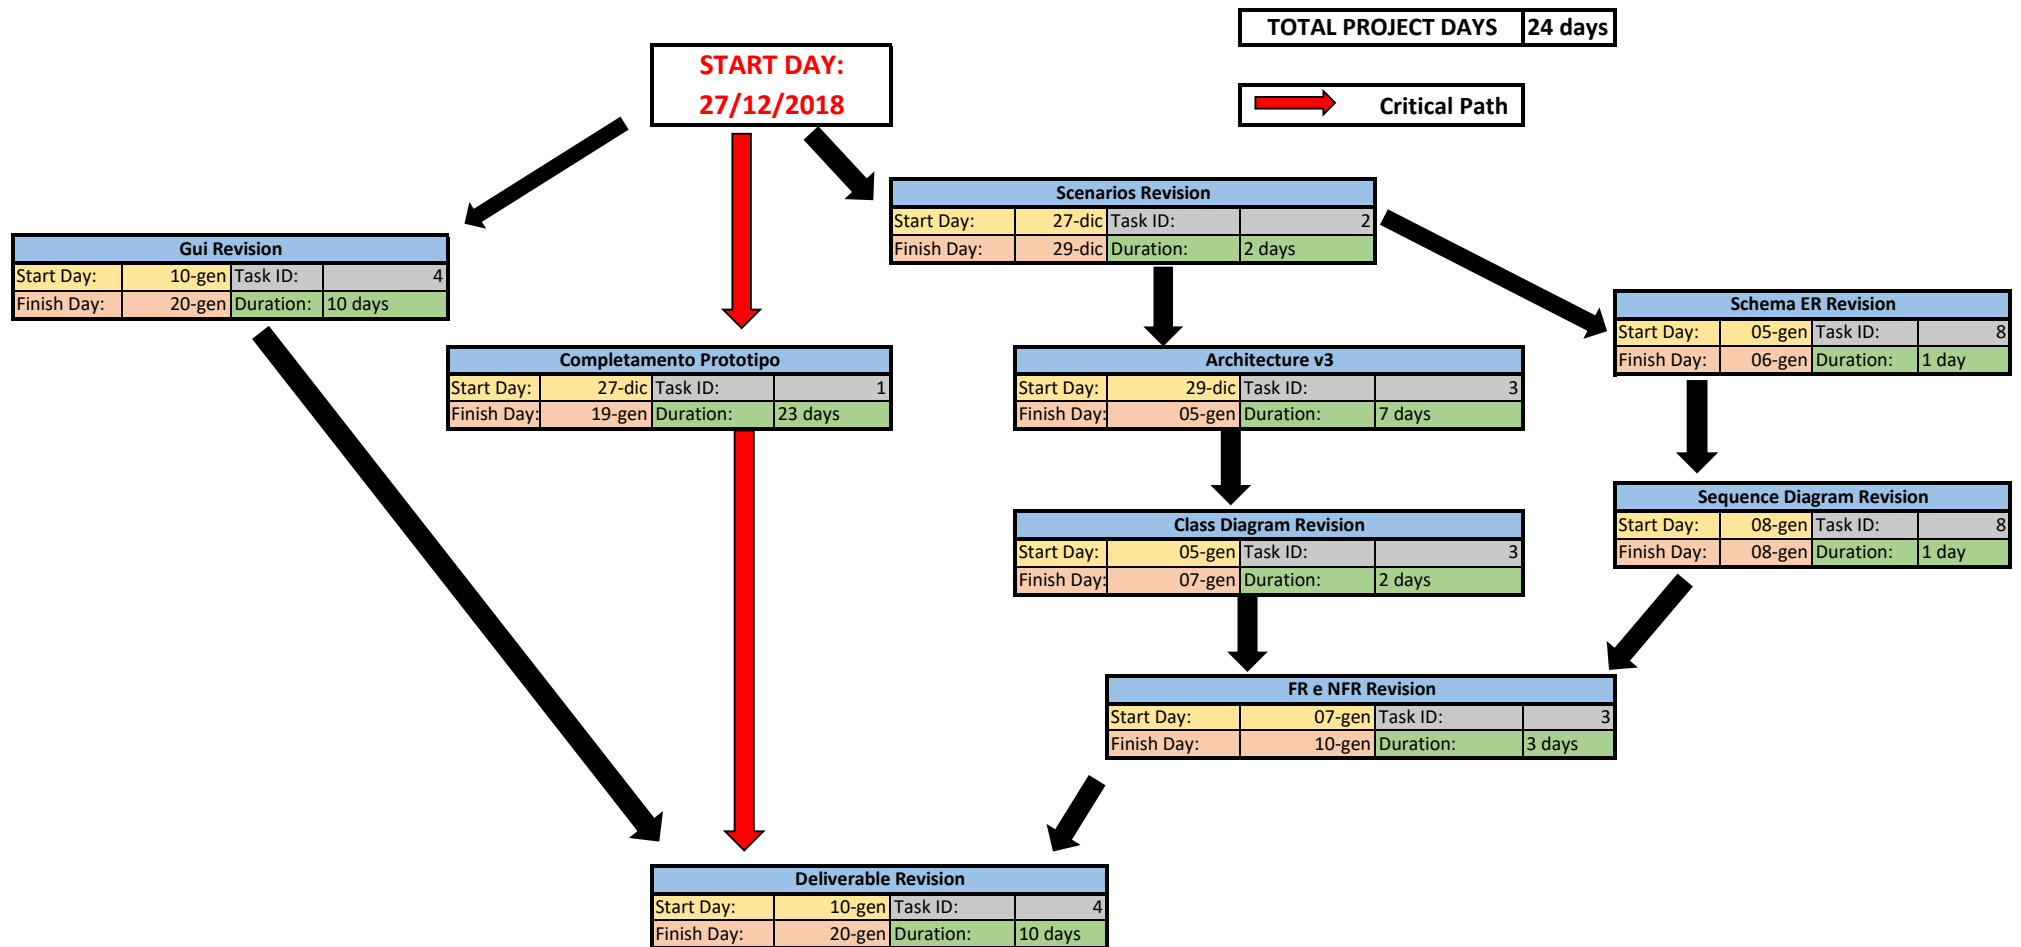 TOTAL PROJECT DAYS 24 days
START DAY:
27/12/2018
Critical Path
Scenarios Revision
Start Day: 27-dic Task ID: 2
Finish Day: 29-dic Duration: 2 days
Gui Revision
Start Day: 10-gen Task ID: 4
Finish Day: 20-gen Duration: 10 days
Schema ER Revision
Start Day: 05-gen Task ID: 8
Finish Day: 06-gen Duration: 1 day
Completamento Prototipo
Start Day: 27-dic Task ID: 1
Finish Day: 19-gen Duration: 23 days
Architecture v3
Start Day: 29-dic Task ID: 3
Finish Day: 05-gen Duration: 7 days
Sequence Diagram Revision
Start Day: 08-gen Task ID: 8
Finish Day: 08-gen Duration: 1 day
Class Diagram Revision
Start Day: 05-gen Task ID: 3
Finish Day: 07-gen Duration: 2 days
FR e NFR Revision
Start Day: 07-gen Task ID: 3
Finish Day: 10-gen Duration: 3 days
Deliverable Revision
Start Day: 10-gen Task ID: 4
Finish Day: 20-gen Duration: 10 days